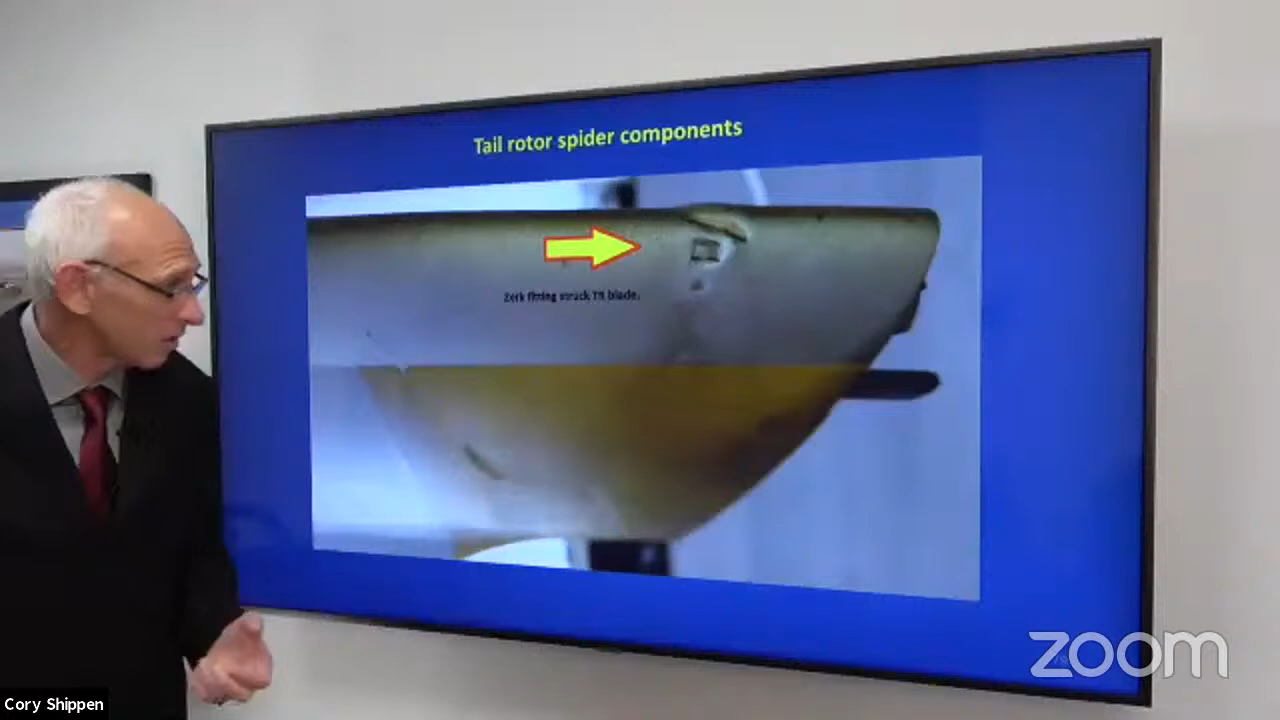 Tail rotor spider components
Zerk fitting struck TR blade.
zoom
Cory Shippen